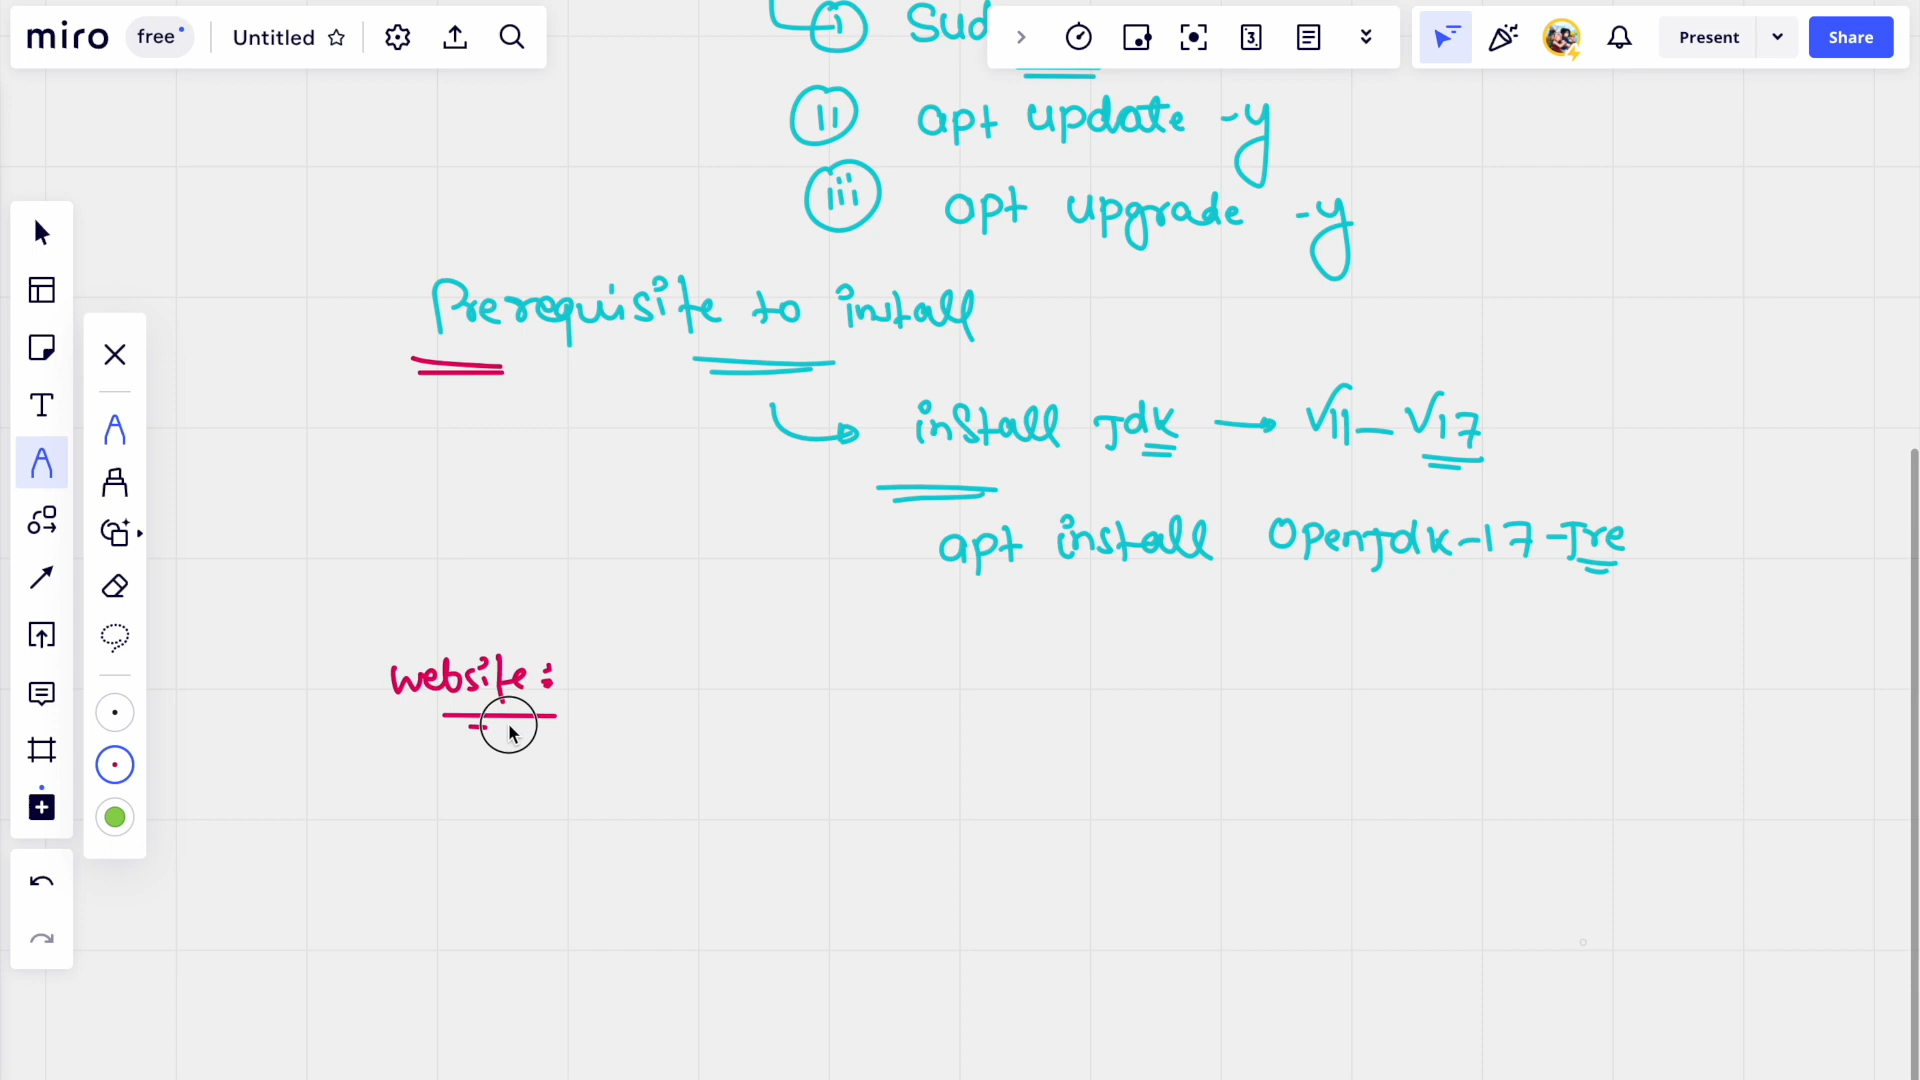 miro free Untitled Present Share
i Sud
ii apt update -y
iii apt upgrade -y
Prerequisite to install
install Jdk → V11 - V17
apt install Openjdk-17-Jre
website: